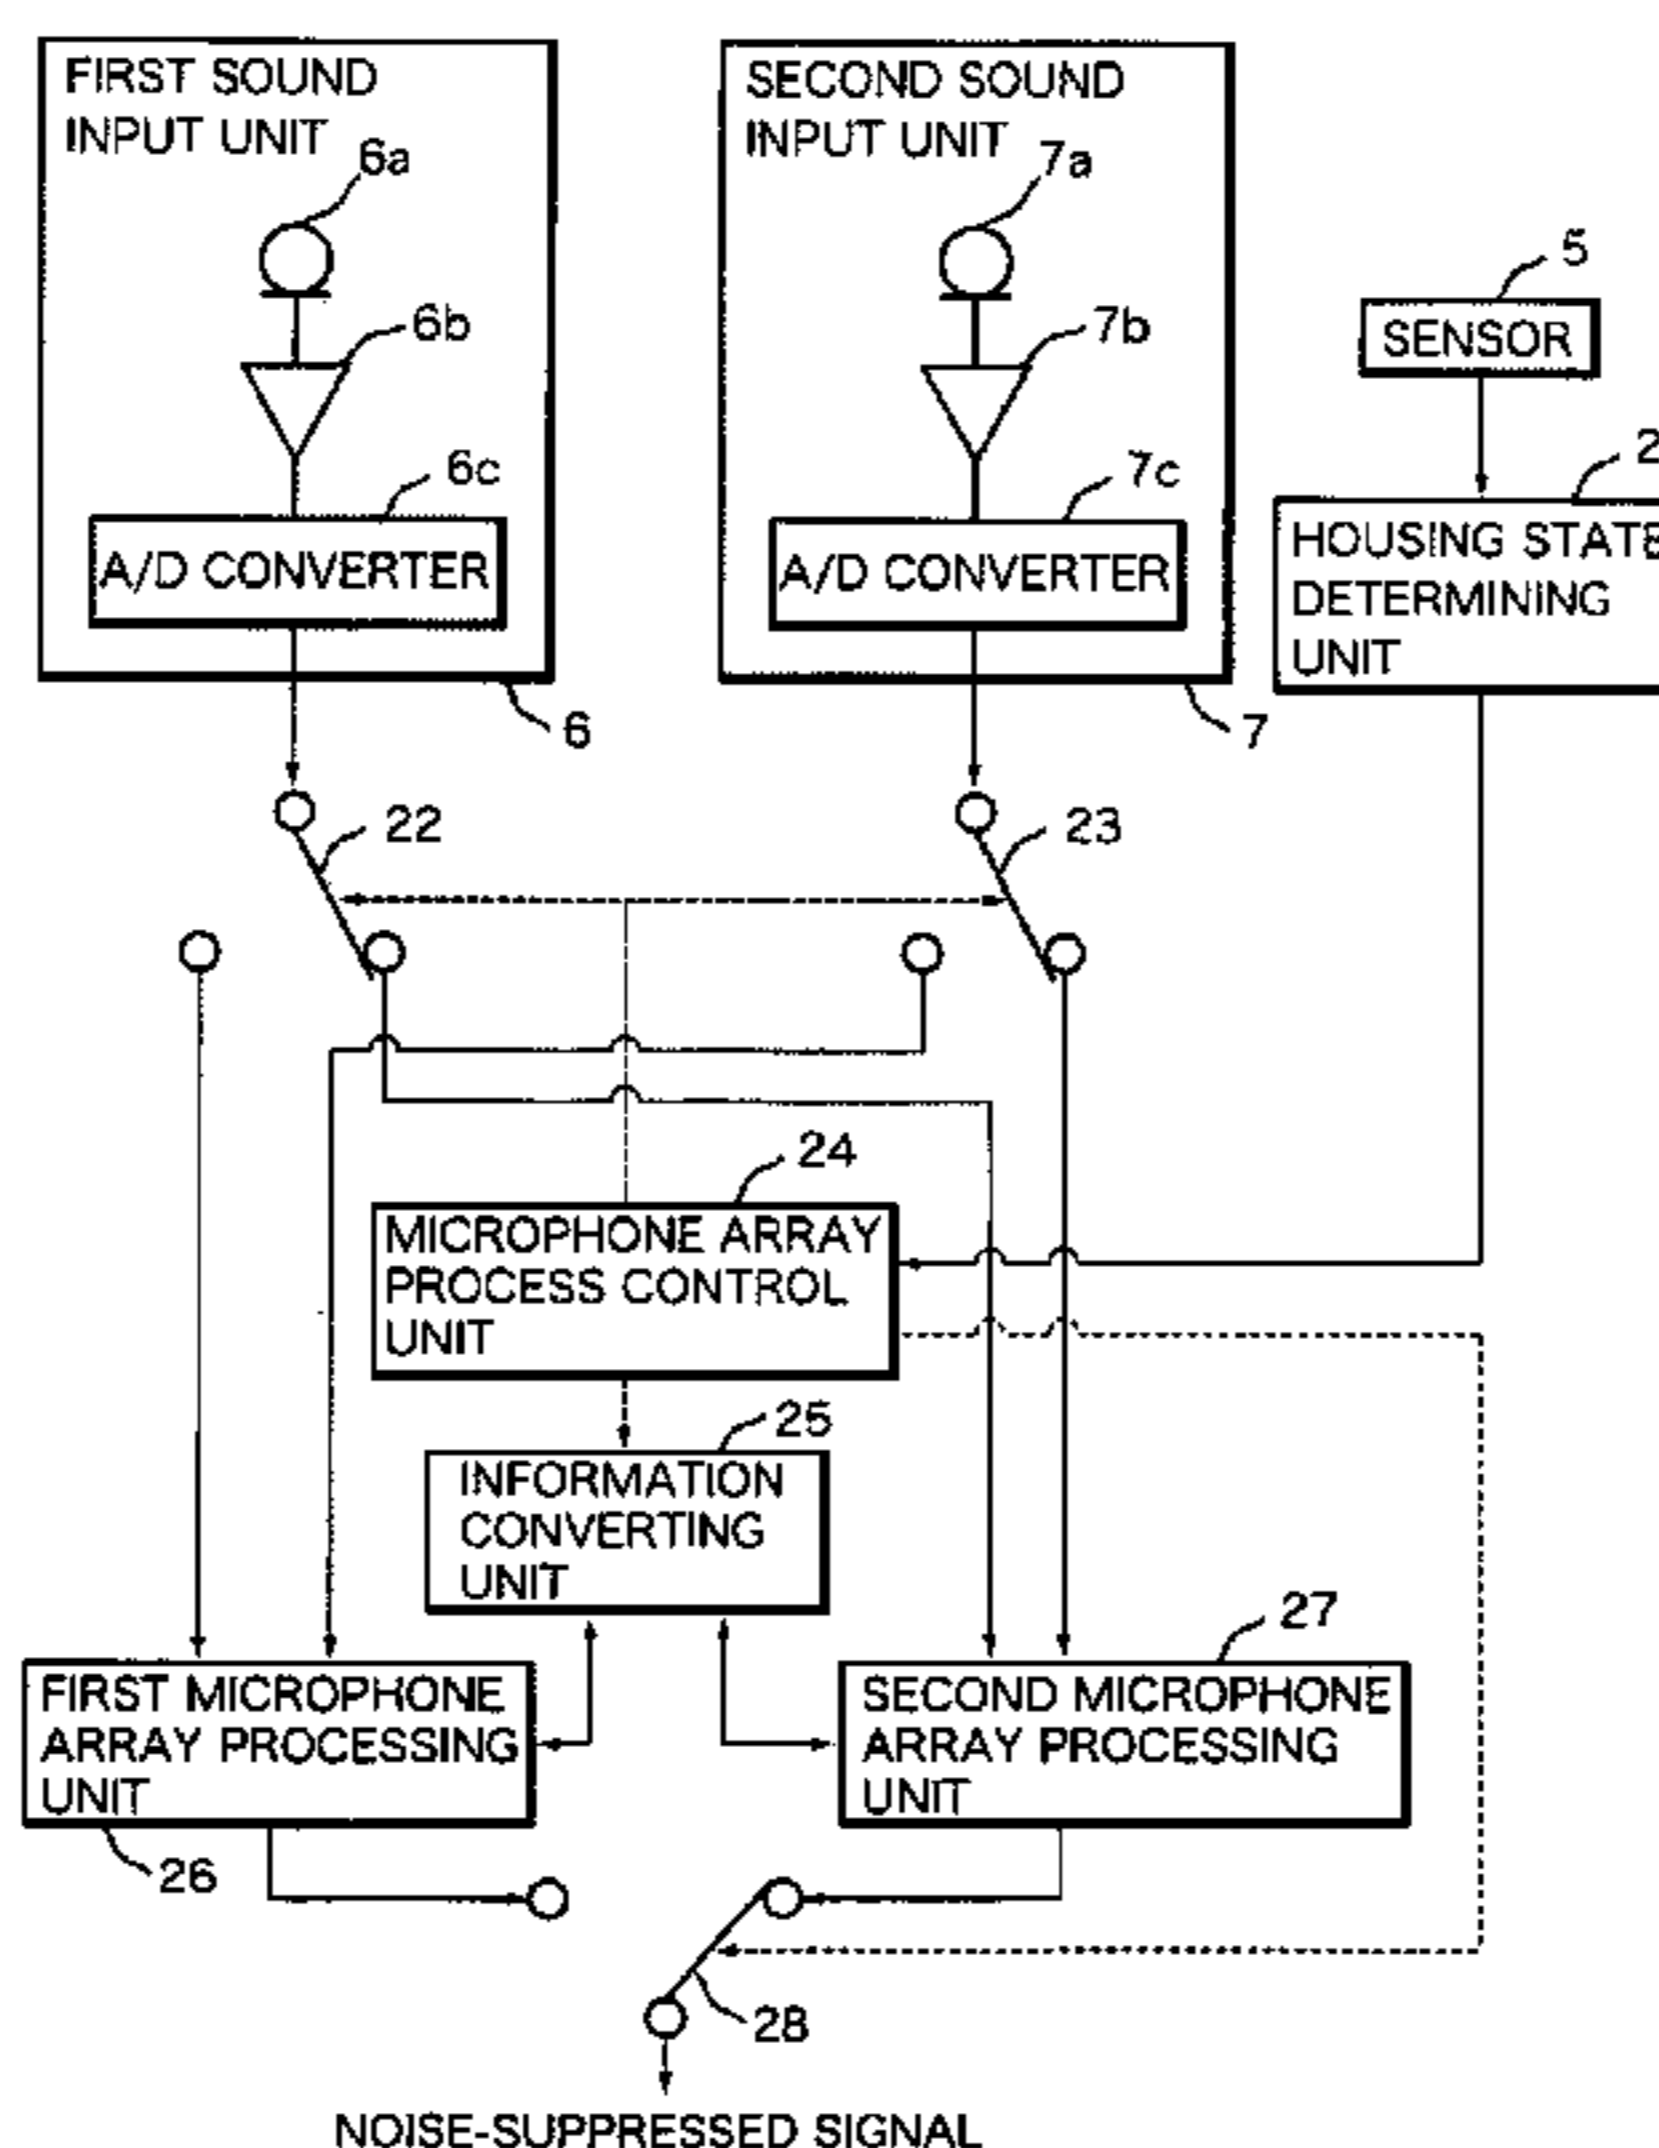 FIRST SOUND
INPUT UNIT
6a
6b
6c
A/D CONVERTER
6
SECOND SOUND
INPUT UNIT
7a
7b
7c
A/D CONVERTER
7
5
SENSOR
2
HOUSING STATE
DETERMINING
UNIT
22
23
24
MICROPHONE ARRAY
PROCESS CONTROL
UNIT
25
INFORMATION
CONVERTING
UNIT
27
FIRST MICROPHONE
ARRAY PROCESSING
UNIT
26
SECOND MICROPHONE
ARRAY PROCESSING
UNIT
28
NOISE-SUPPRESSED SIGNAL